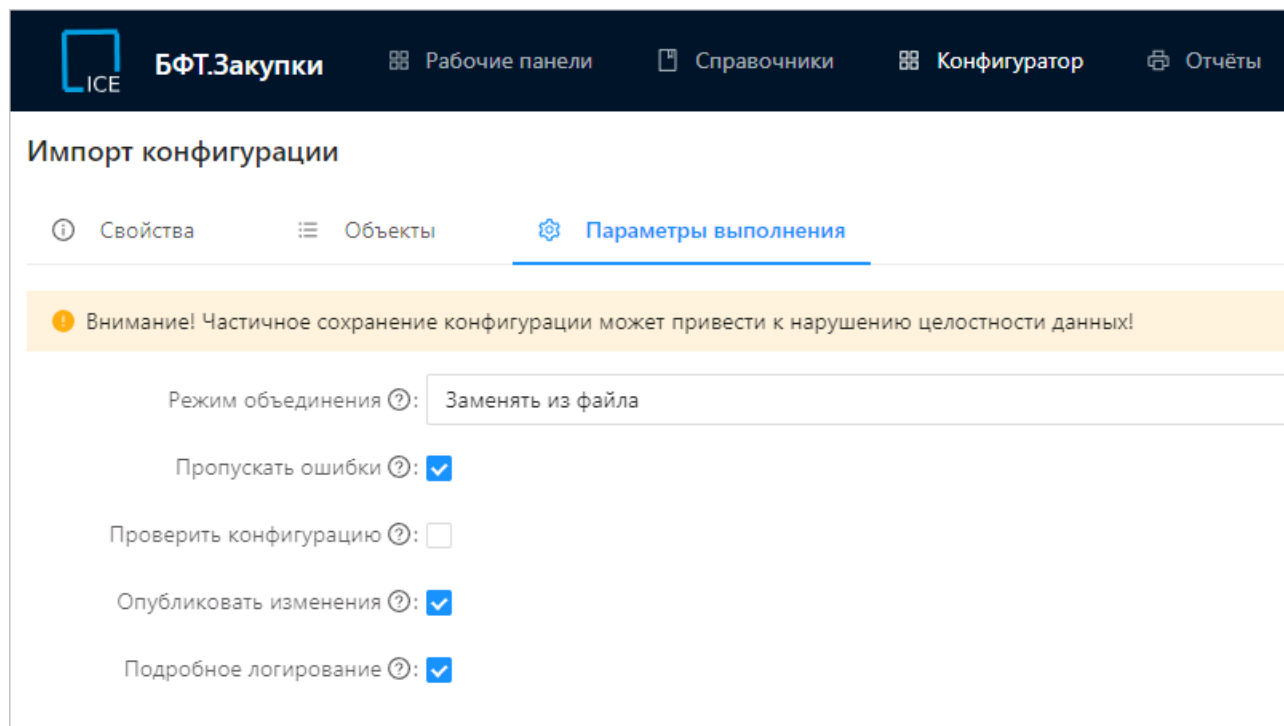 ICE БФТ.Закупки Рабочие панели Справочники Конфигуратор Отчёты
Импорт конфигурации
Свойства Объекты Параметры выполнения
Внимание! Частичное сохранение конфигурации может привести к нарушению целостности данных!
Режим объединения ?: Заменять из файла
Пропускать ошибки ?:
Проверить конфигурацию ?:
Опубликовать изменения ?:
Подробное логирование ?: